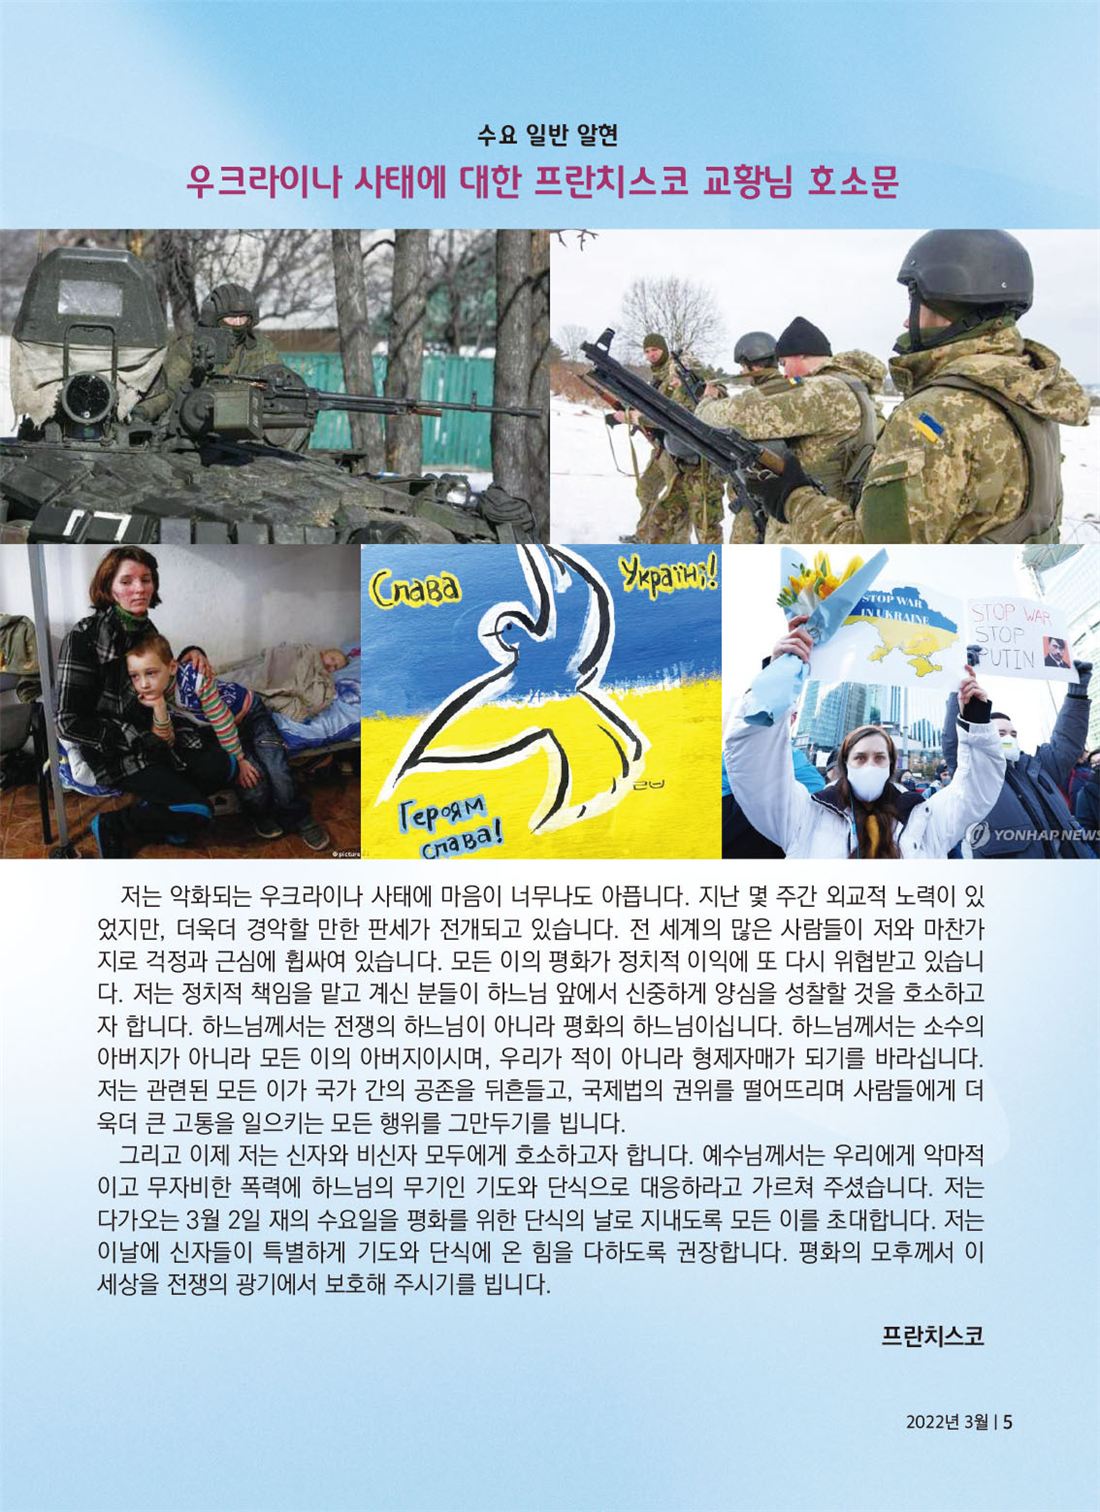 수요 일반 알현
우크라이나 사태에 대한 프란치스코 교황님 호소문
17
Слава
Україні!
Героям
слава!
ㄹㅂ
STOP WAR
IN UKRAINE
STOP WAR
STOP
PUTIN
© picture
YONHAP NEWS
저는 악화되는 우크라이나 사태에 마음이 너무나도 아픕니다. 지난 몇 주간 외교적 노력이 있
었지만, 더욱더 경악할 만한 판세가 전개되고 있습니다. 전 세계의 많은 사람들이 저와 마찬가
지로 걱정과 근심에 휩싸여 있습니다. 모든 이의 평화가 정치적 이익에 또 다시 위협받고 있습니
다. 저는 정치적 책임을 맡고 계신 분들이 하느님 앞에서 신중하게 양심을 성찰할 것을 호소하고
자 합니다. 하느님께서는 전쟁의 하느님이 아니라 평화의 하느님이십니다. 하느님께서는 소수의
아버지가 아니라 모든 이의 아버지이시며, 우리가 적이 아니라 형제자매가 되기를 바라십니다.
저는 관련된 모든 이가 국가 간의 공존을 뒤흔들고, 국제법의 권위를 떨어뜨리며 사람들에게 더
욱더 큰 고통을 일으키는 모든 행위를 그만두기를 빕니다.
그리고 이제 저는 신자와 비신자 모두에게 호소하고자 합니다. 예수님께서는 우리에게 악마적
이고 무자비한 폭력에 하느님의 무기인 기도와 단식으로 대응하라고 가르쳐 주셨습니다. 저는
다가오는 3월 2일 재의 수요일을 평화를 위한 단식의 날로 지내도록 모든 이를 초대합니다. 저는
이날에 신자들이 특별하게 기도와 단식에 온 힘을 다하도록 권장합니다. 평화의 모후께서 이
세상을 전쟁의 광기에서 보호해 주시기를 빕니다.
프란치스코
2022년 3월 | 5